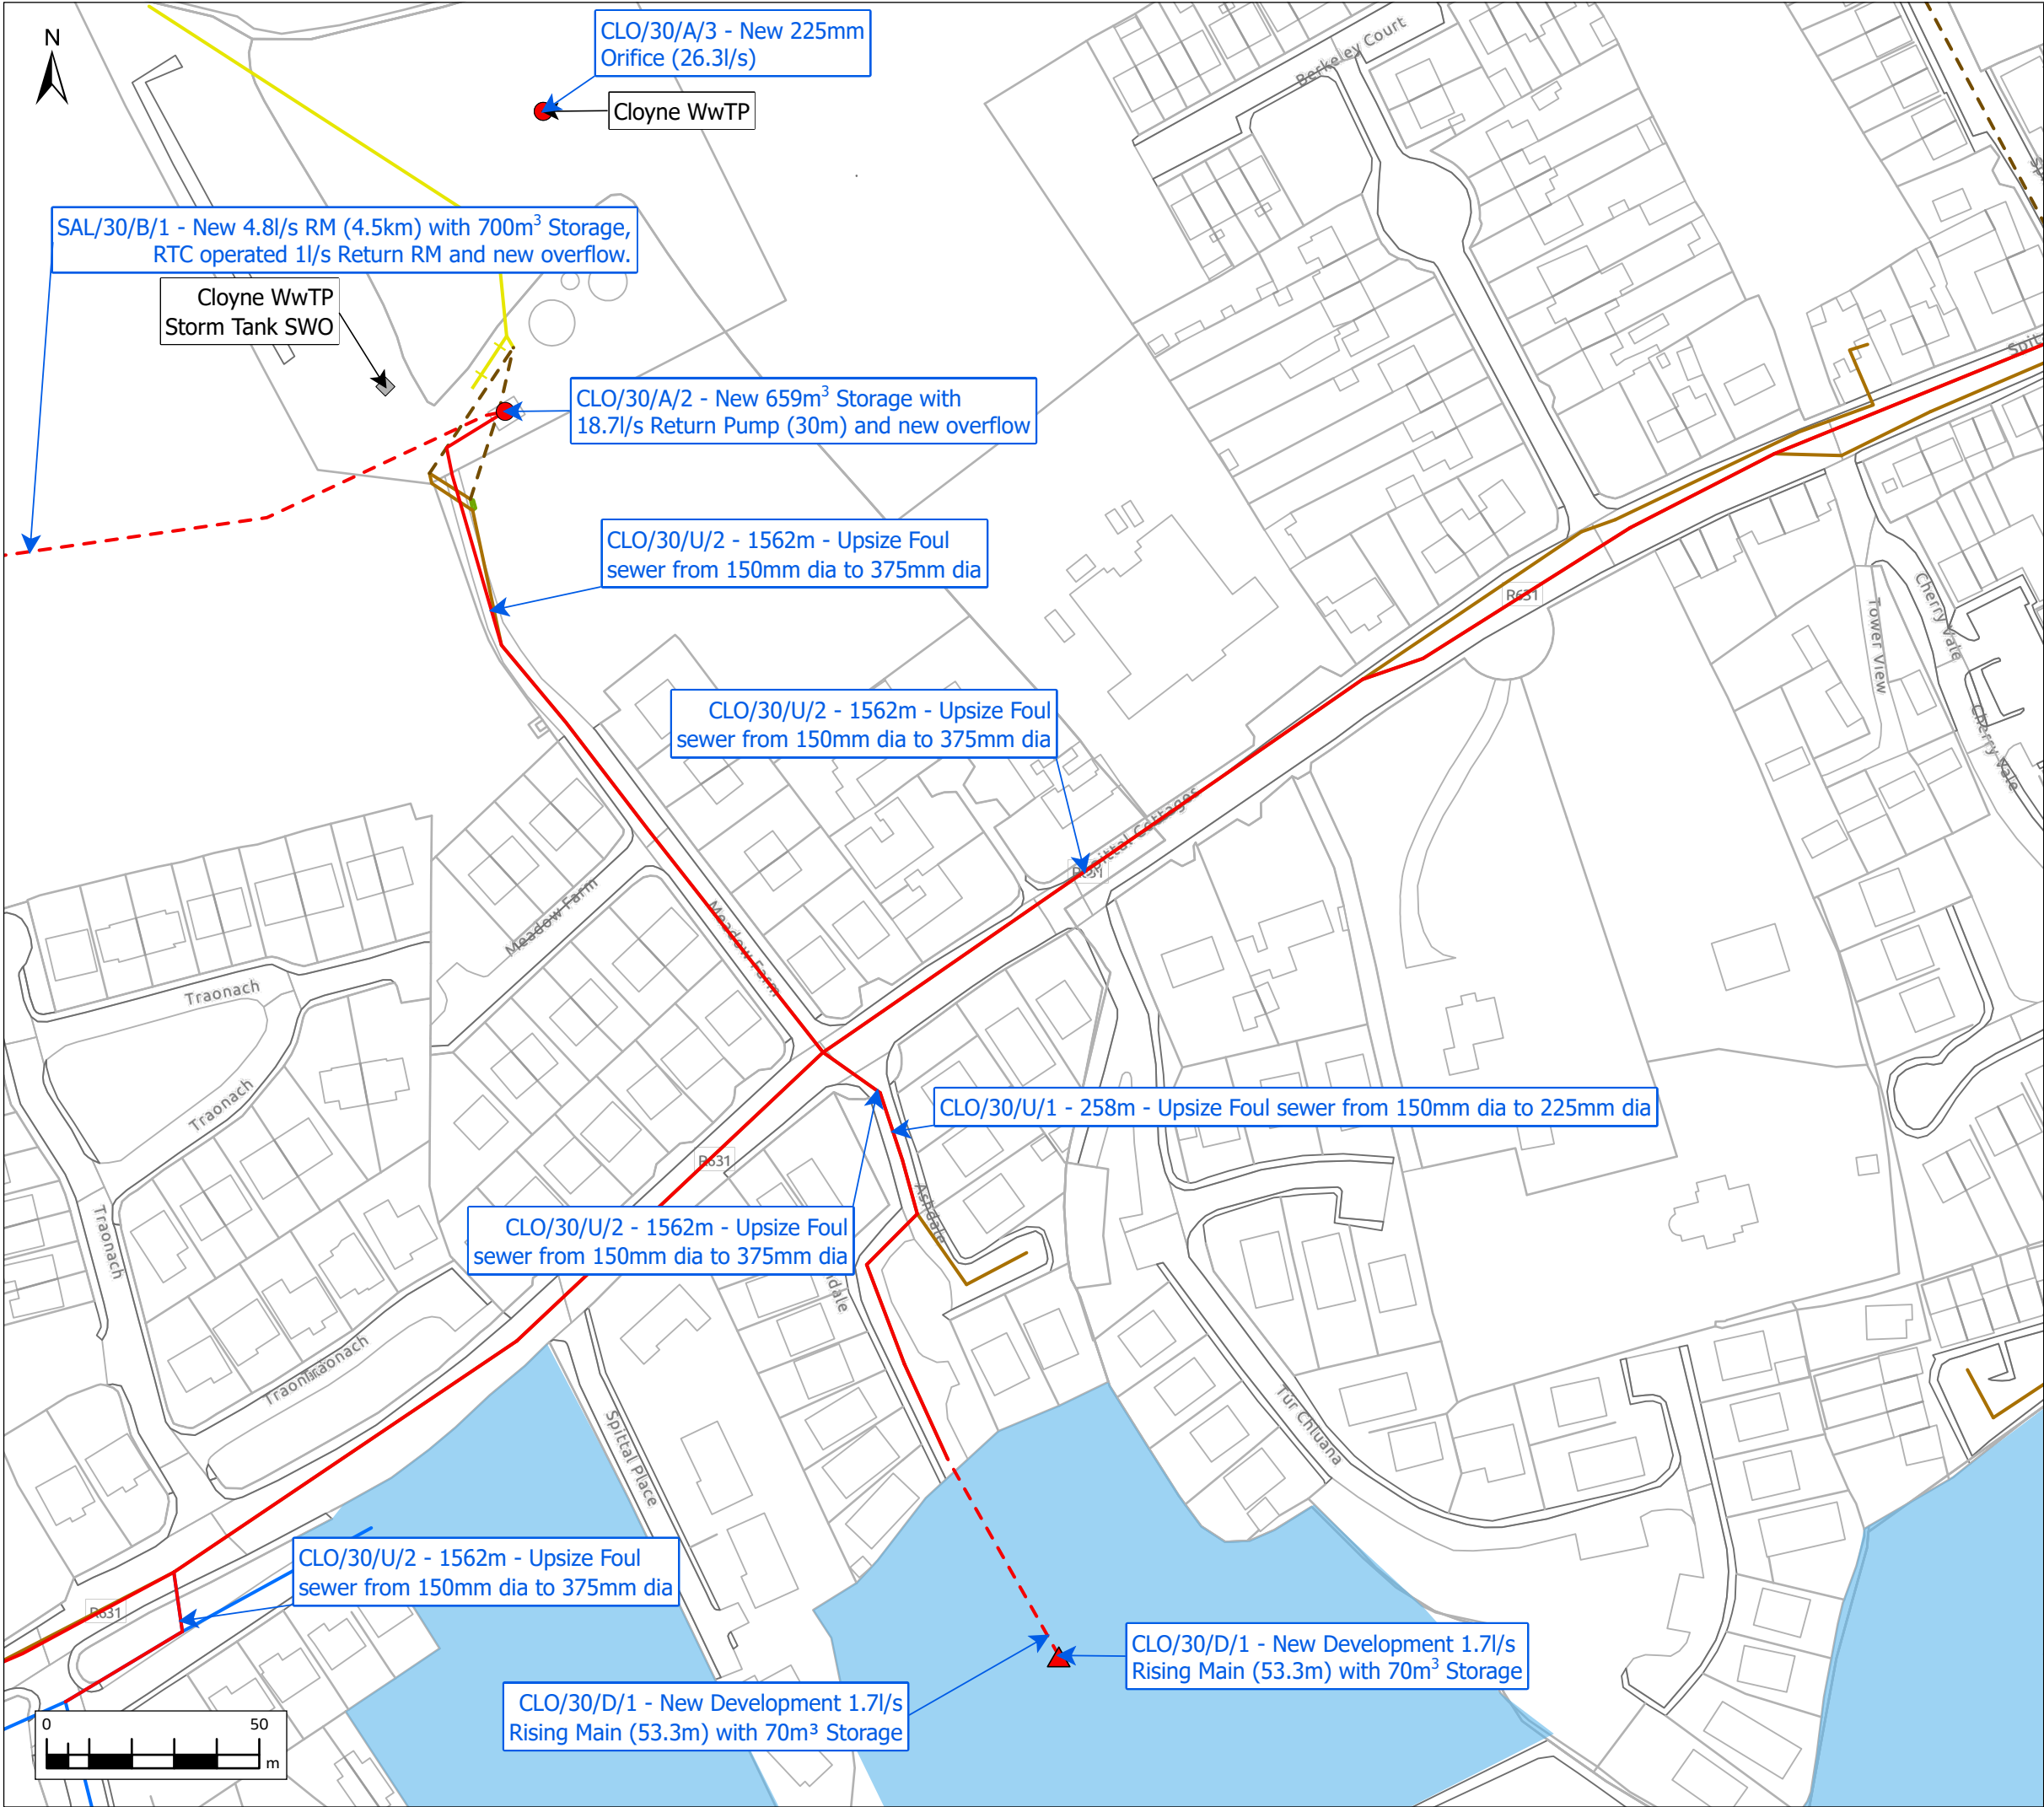 N
CLO/30/A/3 - New 225mm
Orifice (26.3l/s)
Cloyne WwTP
Berkeley Court
SAL/30/B/1 - New 4.8l/s RM (4.5km) with 700m³ Storage,
RTC operated 1l/s Return RM and new overflow.
Cloyne WwTP
Storm Tank SWO
CLO/30/A/2 - New 659m³ Storage with
18.7l/s Return Pump (30m) and new overflow
CLO/30/U/2 - 1562m - Upsize Foul
sewer from 150mm dia to 375mm dia
R631
Tower View
Cherry Vale
Cherry Vale
CLO/30/U/2 - 1562m - Upsize Foul
sewer from 150mm dia to 375mm dia
Spittal Cottages
R631
Meadow Farm
Meadow Farm
Traonach
Traonach
Traonach
CLO/30/U/1 - 258m - Upsize Foul sewer from 150mm dia to 225mm dia
R631
Ashdale
CLO/30/U/2 - 1562m - Upsize Foul
sewer from 150mm dia to 375mm dia
Traonach
Traonach
Spittal Place
Túr Chluana
CLO/30/U/2 - 1562m - Upsize Foul
sewer from 150mm dia to 375mm dia
R631
CLO/30/D/1 - New Development 1.7l/s
Rising Main (53.3m) with 70m³ Storage
CLO/30/D/1 - New Development 1.7l/s
Rising Main (53.3m) with 70m³ Storage
0 50
m